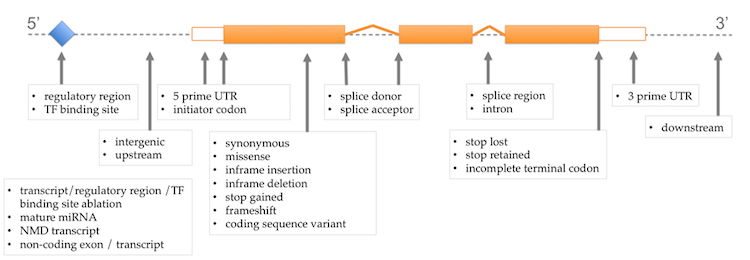 5’
3’
• regulatory region
• TF binding site
• 5 prime UTR
• initiator codon
• splice donor
• splice acceptor
• splice region
• intron
• 3 prime UTR
• intergenic
• upstream
• synonymous
• missense
• inframe insertion
• inframe deletion
• stop gained
• frameshift
• coding sequence variant
• stop lost
• stop retained
• incomplete terminal codon
• downstream
• transcript/regulatory region /TF
binding site ablation
• mature miRNA
• NMD transcript
• non-coding exon / transcript